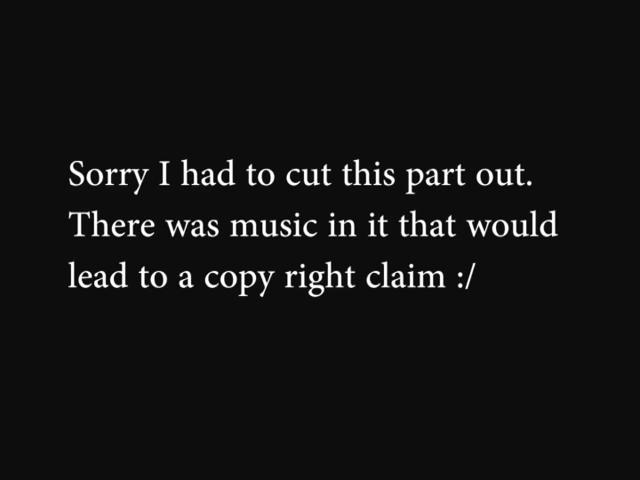 Sorry I had to cut this part out.
There was music in it that would
lead to a copy right claim :/